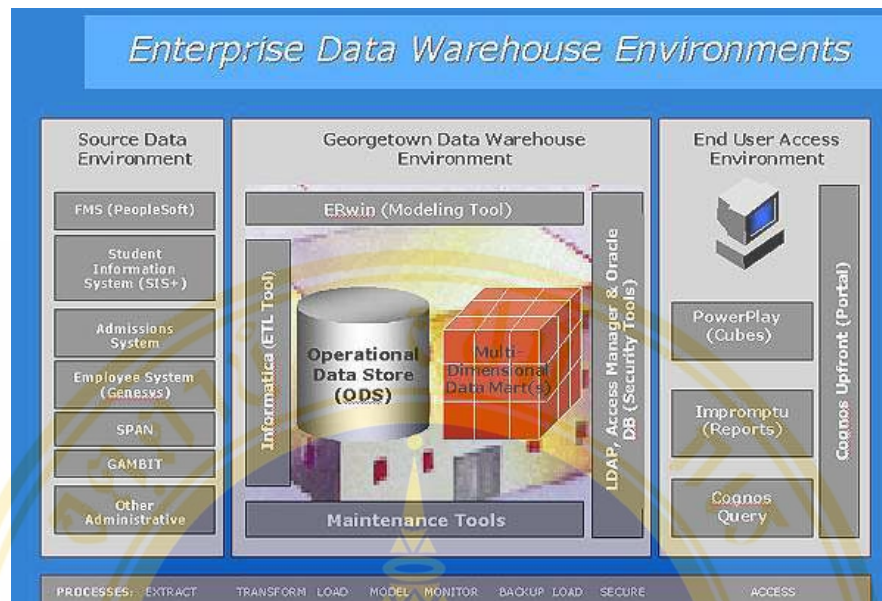 Enterprise Data Warehouse Environments
Source Data
Environment
FMS (PeopleSoft)
Student
Information
System (SIS+)
Admissions
System
Employee System
(Genesys)
SPAN
GAMBIT
Other
Administrative
Georgetown Data Warehouse
Environment
ERwin (Modeling Tool)
Informatica (ETL Tool)
Operational
Data Store
(ODS)
Multi-
Dimensional
Data Mart(s)
LDAP, Access Manager & Oracle
DB (Security Tools)
Maintenance Tools
End User Access
Environment
PowerPlay
(Cubes)
Impromptu
(Reports)
Cognos
Query
Cognos Upfront (Portal)
PROCESSES: EXTRACT TRANSFORM LOAD MODEL MONITOR BACKUP LOAD SECURE ACCESS